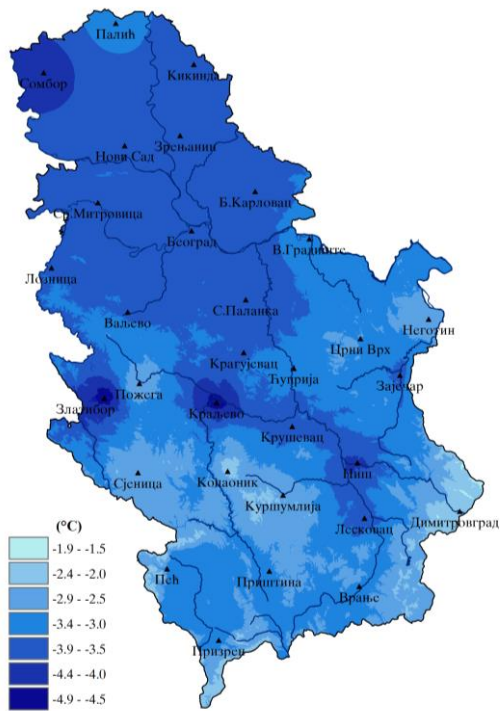 Палић
Кикинда
Сомбор
Зрењанин
Нови Сад
Б.Карловац
Ср.Митровица
Београд
В.Градиште
Лозница
С.Паланка
Ваљево
Неготин
Црни Врх
Крагујевац
Ћуприја
Зајечар
Пожега
Златибор
Краљево
Крушевац
Ниш
Сјеница
Копаоник
Куршумлија
Димитровград
Лесковац
(°C)
-1.9 - -1.5
-2.4 - -2.0
-2.9 - -2.5
-3.4 - -3.0
-3.9 - -3.5
-4.4 - -4.0
-4.9 - -4.5
Пећ
Приштина
Врање
Призрен